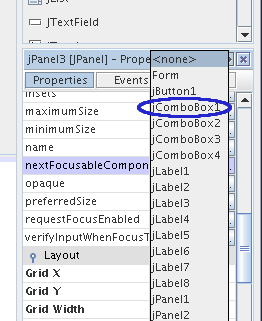 JTextField
jPanel3 [JPanel] - Prope
Properties
Events
insets
maximumSize
minimumSize
name
nextFocusableCompon
opaque
preferredSize
requestFocusEnabled
verifyInputWhenFocusT
Layout
Grid X
Grid Y
Grid Width
<none>
Form
jButton1
jComboBox1
jComboBox2
jComboBox3
jComboBox4
jLabel1
jLabel2
jLabel3
jLabel4
jLabel5
jLabel6
jLabel7
jLabel8
jPanel1
jPanel2